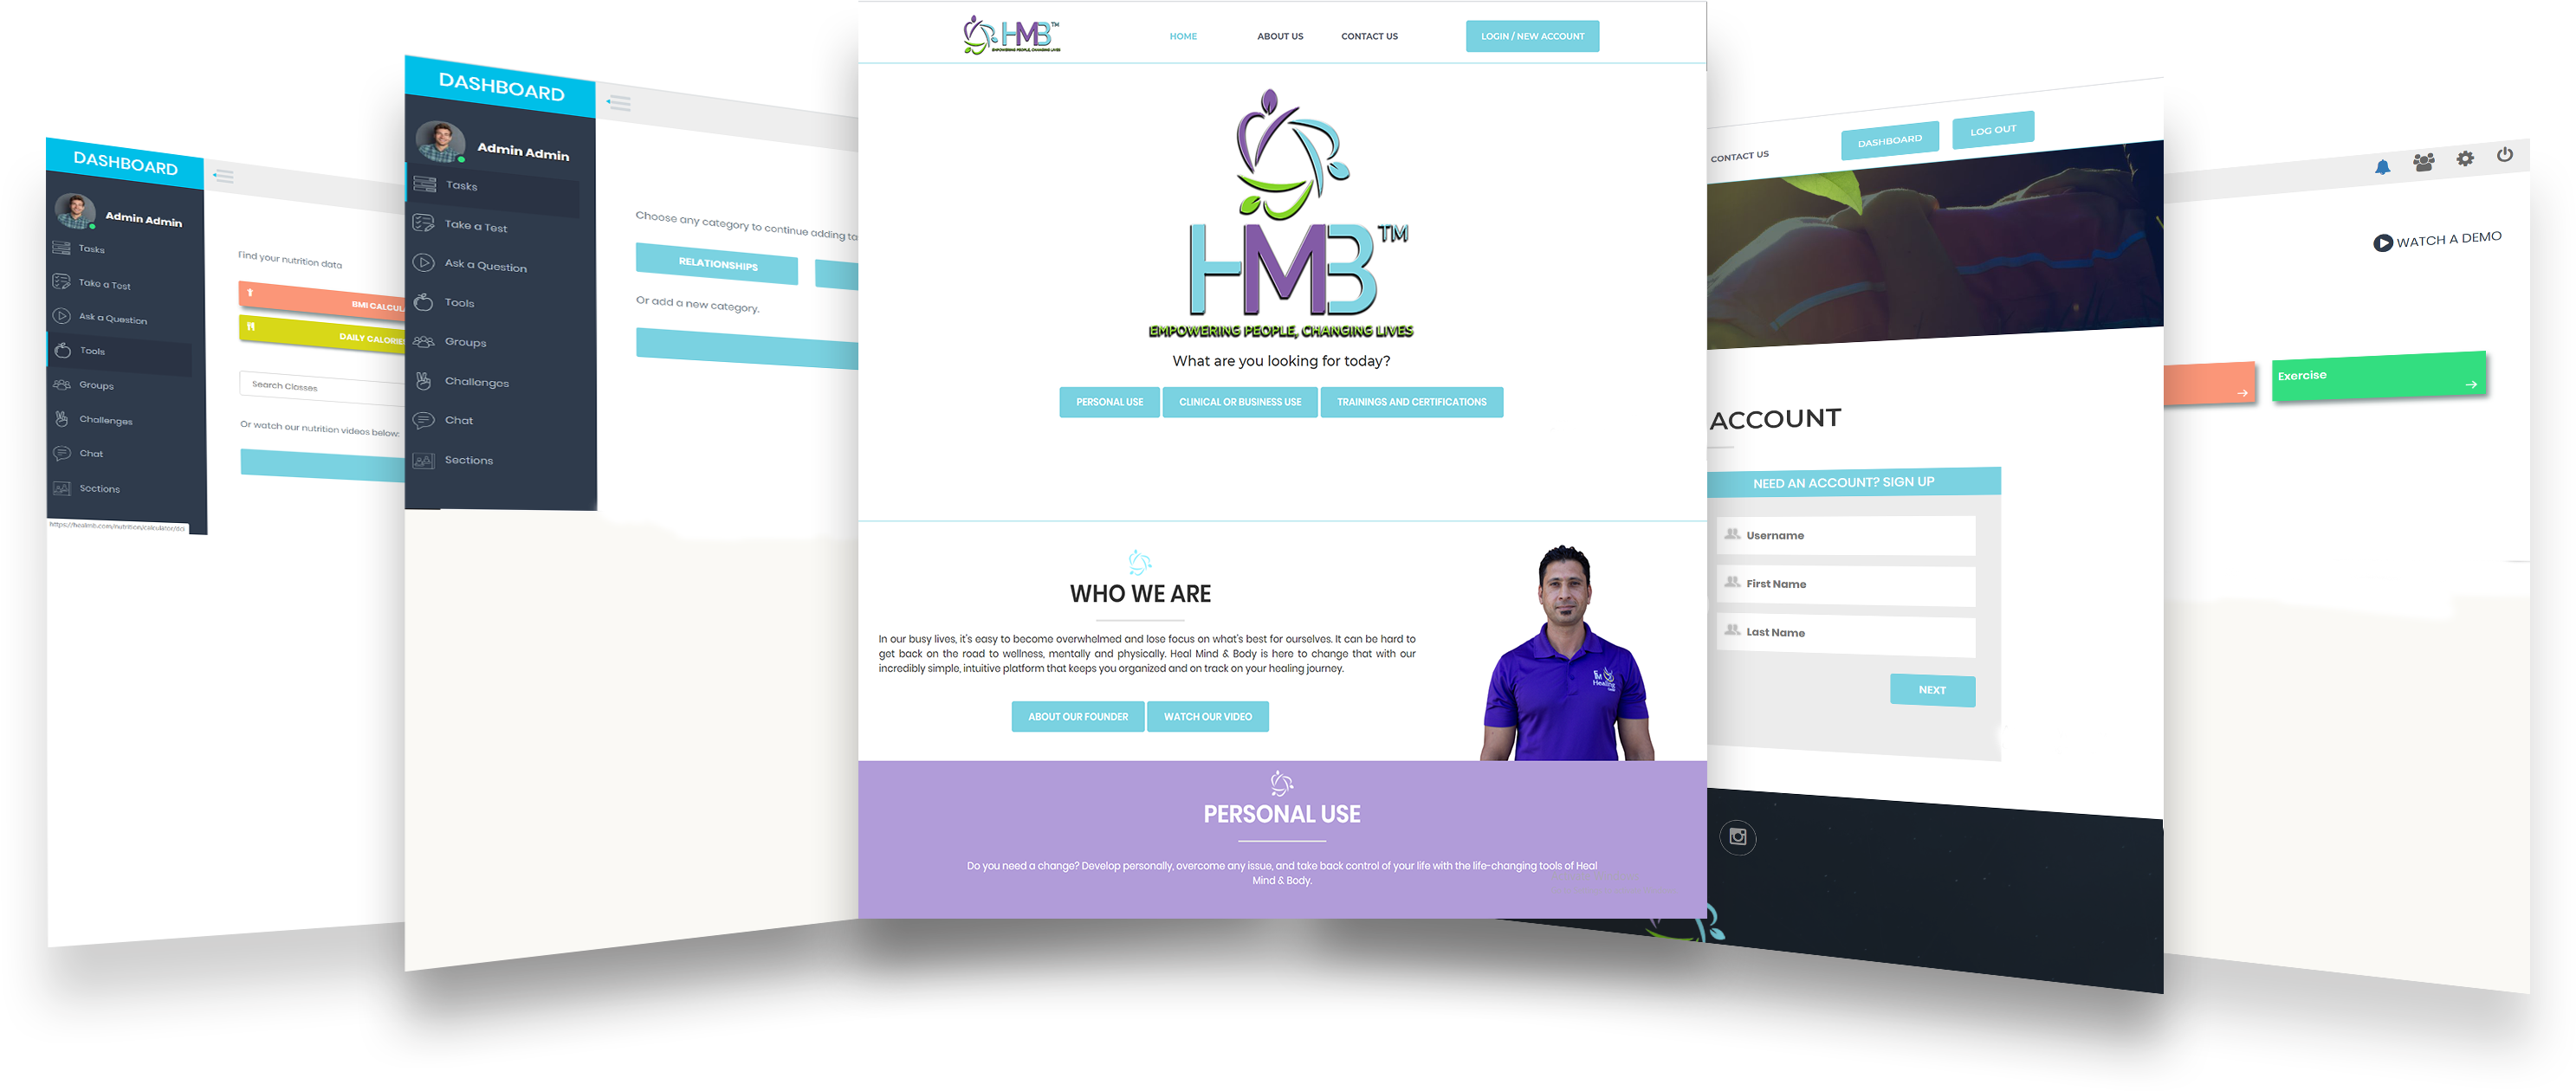 DASHBOARD
Admin Admin
Tasks
Take a Test
Ask a Question
Tools
Groups
Challenges
Chat
Sections
https://healmb.com/nutrition/calculator/bci
Find your nutrition data
BMI CALCUL
DAILY CALORIE
Search Classes
Or watch our nutrition videos below:
DASHBOARD
Admin Admin
Tasks
Take a Test
Ask a Question
Tools
Groups
Challenges
Chat
Sections
Choose any category to continue adding ta
RELATIONSHIPS
Or add a new category.
HMB™
EMPOWERING PEOPLE, CHANGING LIVES
HOME
ABOUT US
CONTACT US
LOGIN / NEW ACCOUNT
HMB™
EMPOWERING PEOPLE, CHANGING LIVES
What are you looking for today?
PERSONAL USE
CLINICAL OR BUSINESS USE
TRAININGS AND CERTIFICATIONS
WHO WE ARE
In our busy lives, it's easy to become overwhelmed and lose focus on what's best for ourselves. It can be hard to
get back on the road to wellness, mentally and physically. Heal Mind & Body is here to change that with our
incredibly simple, intuitive platform that keeps you organized and on track on your healing journey.
ABOUT OUR FOUNDER
WATCH OUR VIDEO
Healing
PERSONAL USE
Do you need a change? Develop personally, overcome any issue, and take back control of your life with the life-changing tools of Heal
Mind & Body.
CONTACT US
DASHBOARD
LOG OUT
ACCOUNT
NEED AN ACCOUNT? SIGN UP
Username
First Name
Last Name
NEXT
WATCH A DEMO
Exercise